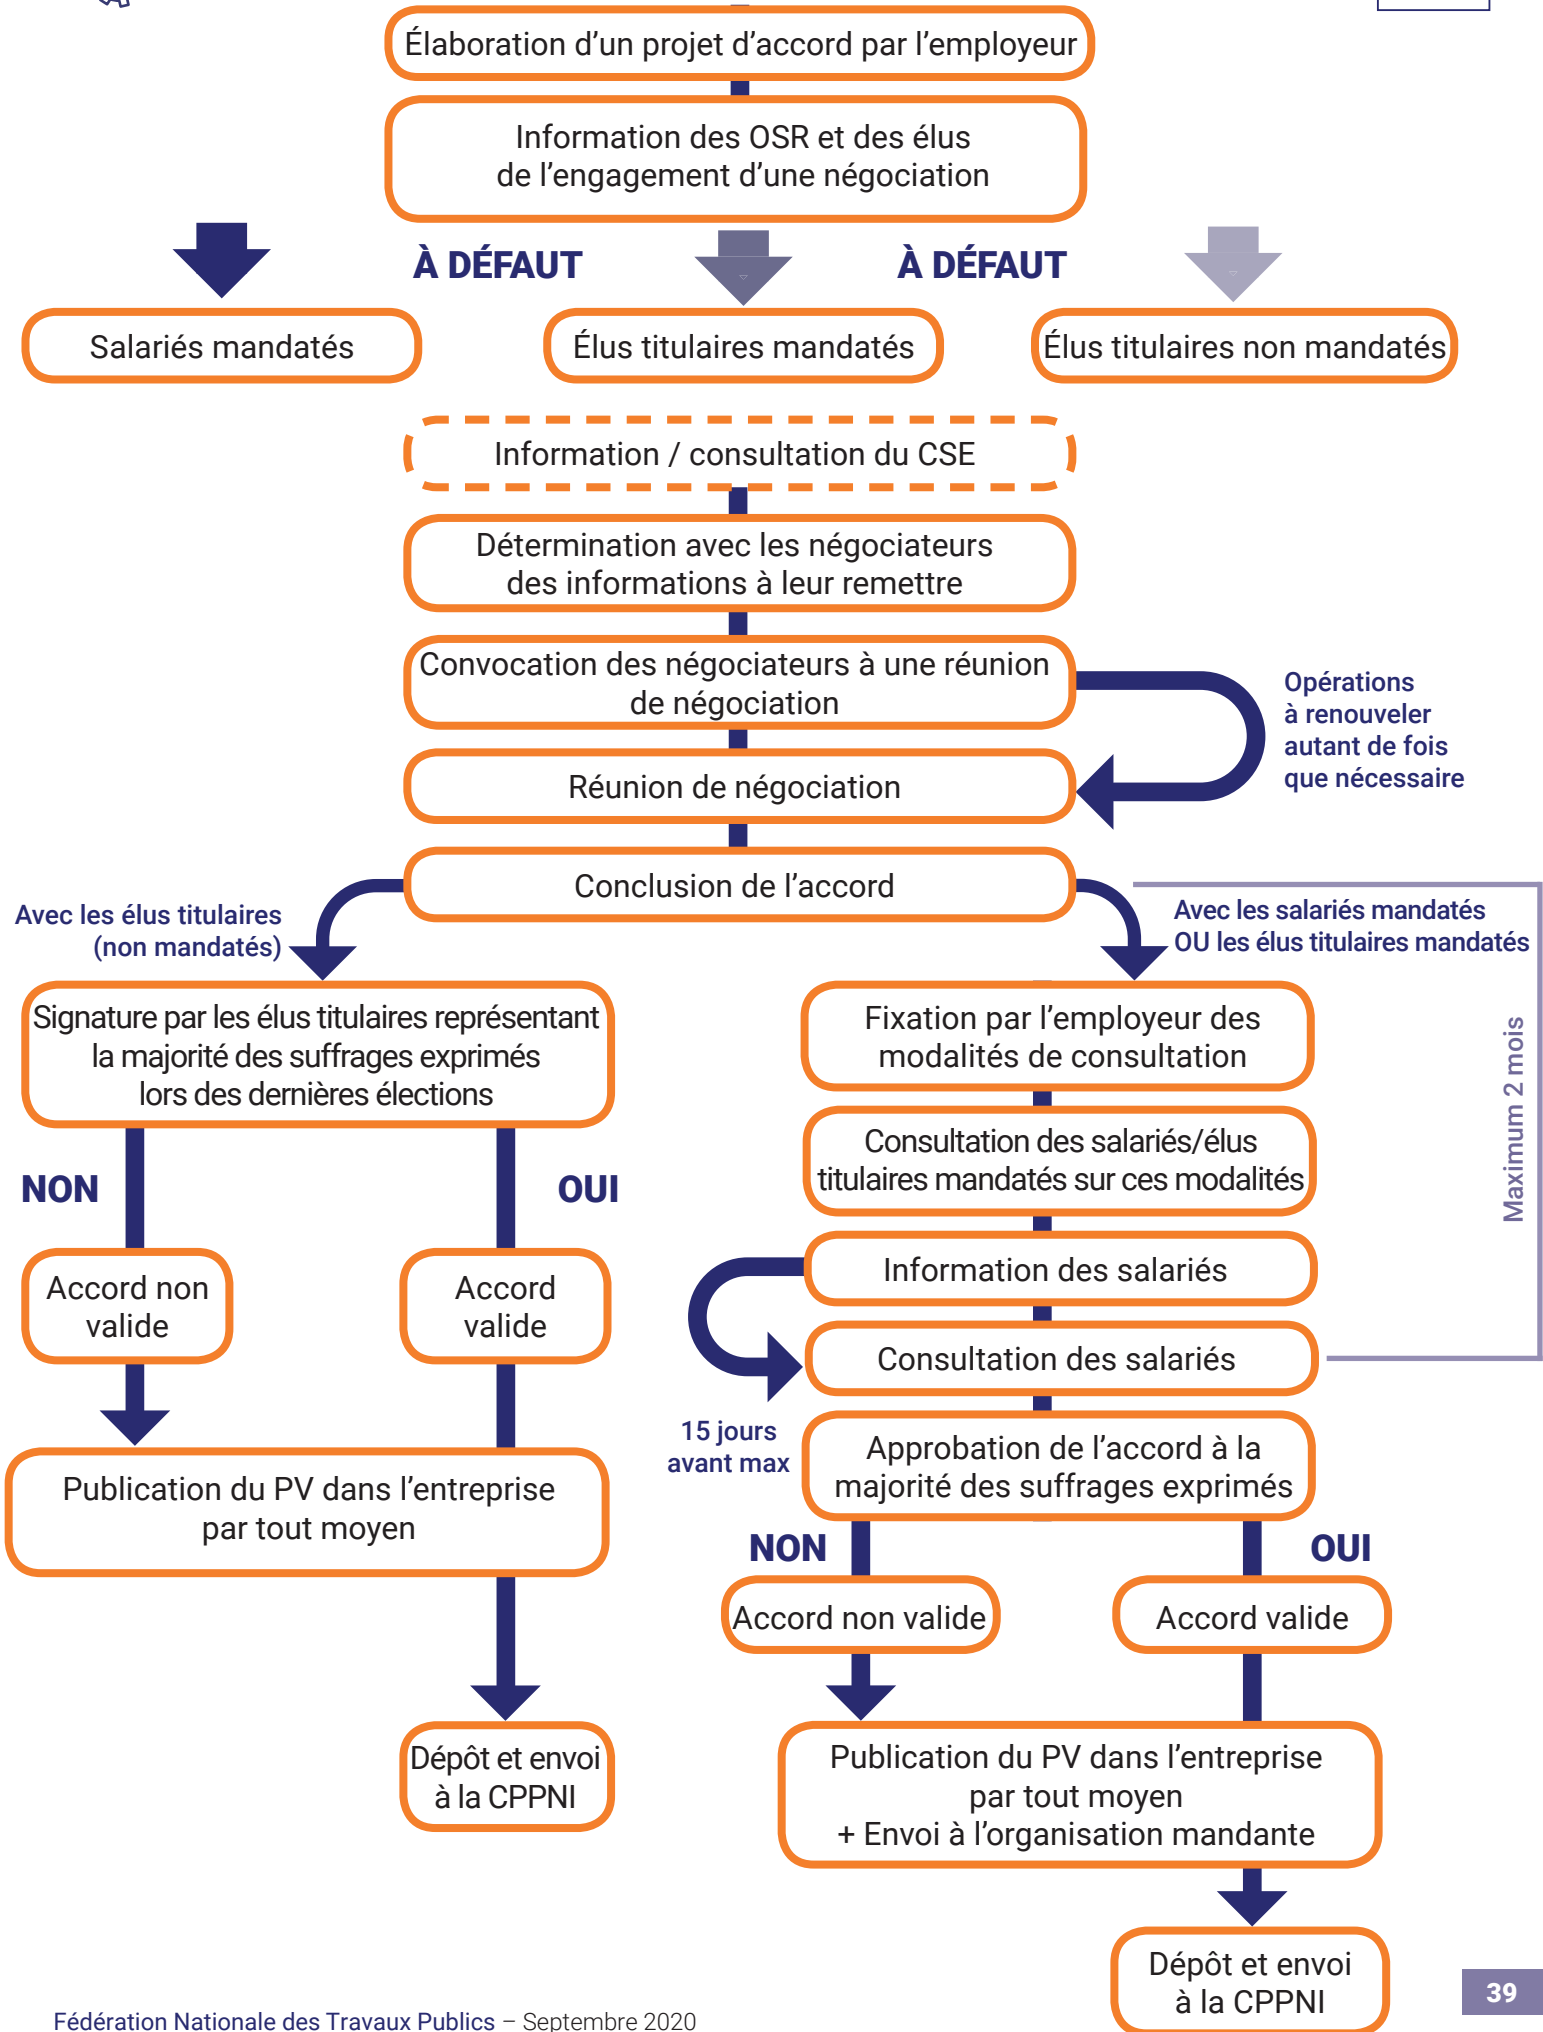 Élaboration d’un projet d’accord par l’employeur
Information des OSR et des élus
de l’engagement d’une négociation
À DÉFAUT
À DÉFAUT
Salariés mandatés
Élus titulaires mandatés
Élus titulaires non mandatés
Information / consultation du CSE
Détermination avec les négociateurs
des informations à leur remettre
Convocation des négociateurs à une réunion
de négociation
Opérations
à renouveler
autant de fois
que nécessaire
Réunion de négociation
Conclusion de l’accord
Avec les élus titulaires
(non mandatés)
Avec les salariés mandatés
OU les élus titulaires mandatés
Maximum 2 mois
Signature par les élus titulaires représentant
la majorité des suffrages exprimés
lors des dernières élections
NON
OUI
Accord non
valide
Accord
valide
Publication du PV dans l’entreprise
par tout moyen
Dépôt et envoi
à la CPPNI
Fixation par l’employeur des
modalités de consultation
Consultation des salariés/élus
titulaires mandatés sur ces modalités
Information des salariés
Consultation des salariés
15 jours
avant max
Approbation de l’accord à la
majorité des suffrages exprimés
NON
OUI
Accord non valide
Accord valide
Publication du PV dans l’entreprise
par tout moyen
+ Envoi à l’organisation mandante
Dépôt et envoi
à la CPPNI
39
Fédération Nationale des Travaux Publics – Septembre 2020